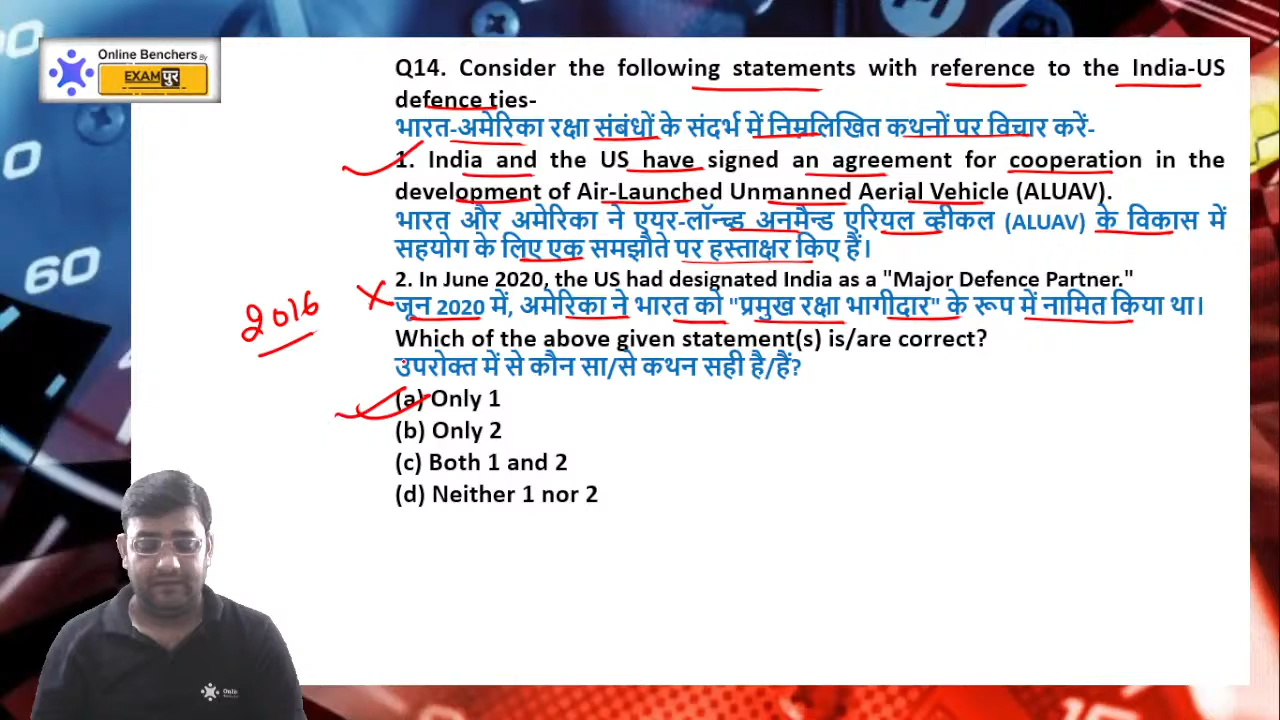 Online Benchers By
EXAMपुर
Q14. Consider the following statements with reference to the India-US
defence ties-
भारत-अमेरिका रक्षा संबंधों के संदर्भ में निम्नलिखित कथनों पर विचार करें-
1. India and the US have signed an agreement for cooperation in the
development of Air-Launched Unmanned Aerial Vehicle (ALUAV).
भारत और अमेरिका ने एयर-लॉन्च्ड अनमैन्ड एरियल व्हीकल (ALUAV) के विकास में
सहयोग के लिए एक समझौते पर हस्ताक्षर किए हैं।
2. In June 2020, the US had designated India as a "Major Defence Partner."
2016
जून 2020 में, अमेरिका ने भारत को "प्रमुख रक्षा भागीदार" के रूप में नामित किया था।
Which of the above given statement(s) is/are correct?
उपरोक्त में से कौन सा/से कथन सही है/हैं?
(a) Only 1
(b) Only 2
(c) Both 1 and 2
(d) Neither 1 nor 2
60